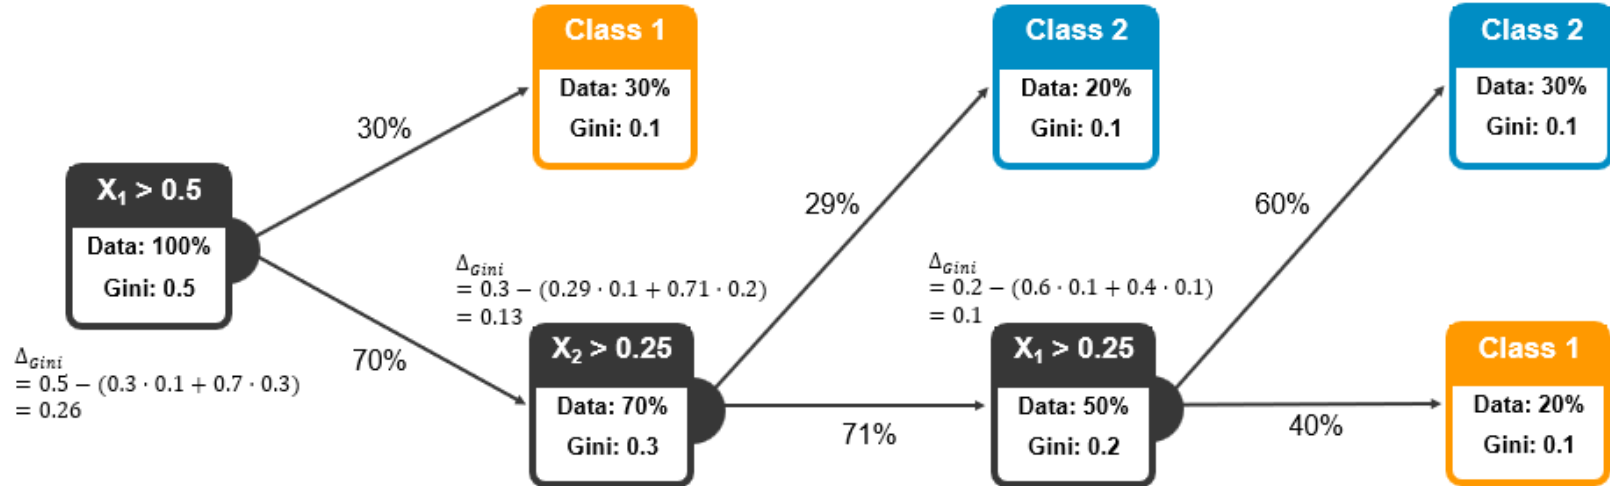 X₁ > 0.5
Data: 100%
Gini: 0.5
Δ_Gini
= 0.5 − (0.3 · 0.1 + 0.7 · 0.3)
= 0.26
30%
70%
Class 1
Data: 30%
Gini: 0.1
Δ_Gini
= 0.3 − (0.29 · 0.1 + 0.71 · 0.2)
= 0.13
X₂ > 0.25
Data: 70%
Gini: 0.3
29%
71%
Class 2
Data: 20%
Gini: 0.1
Δ_Gini
= 0.2 − (0.6 · 0.1 + 0.4 · 0.1)
= 0.1
X₁ > 0.25
Data: 50%
Gini: 0.2
60%
40%
Class 2
Data: 30%
Gini: 0.1
Class 1
Data: 20%
Gini: 0.1